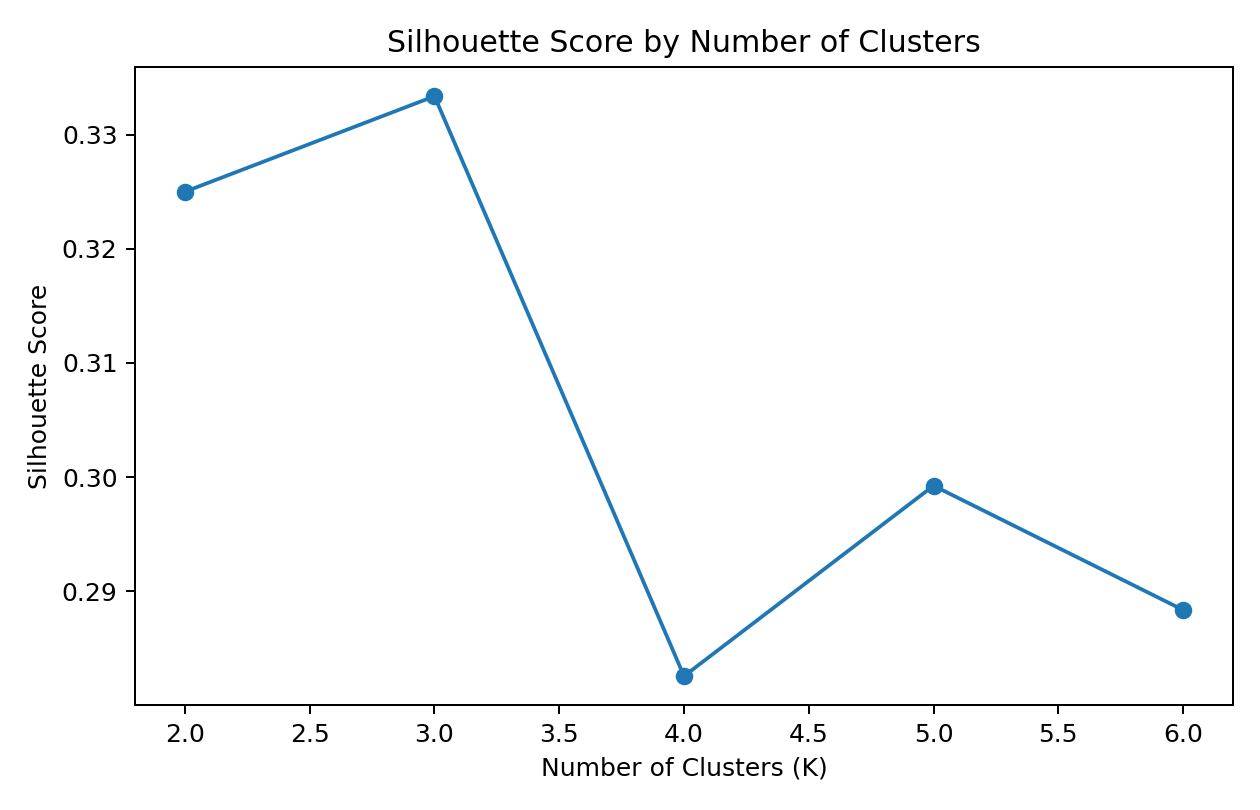 Silhouette Score by Number of Clusters
Silhouette Score
0.33
0.32
0.31
0.30
0.29
2.0 2.5 3.0 3.5 4.0 4.5 5.0 5.5 6.0
Number of Clusters (K)